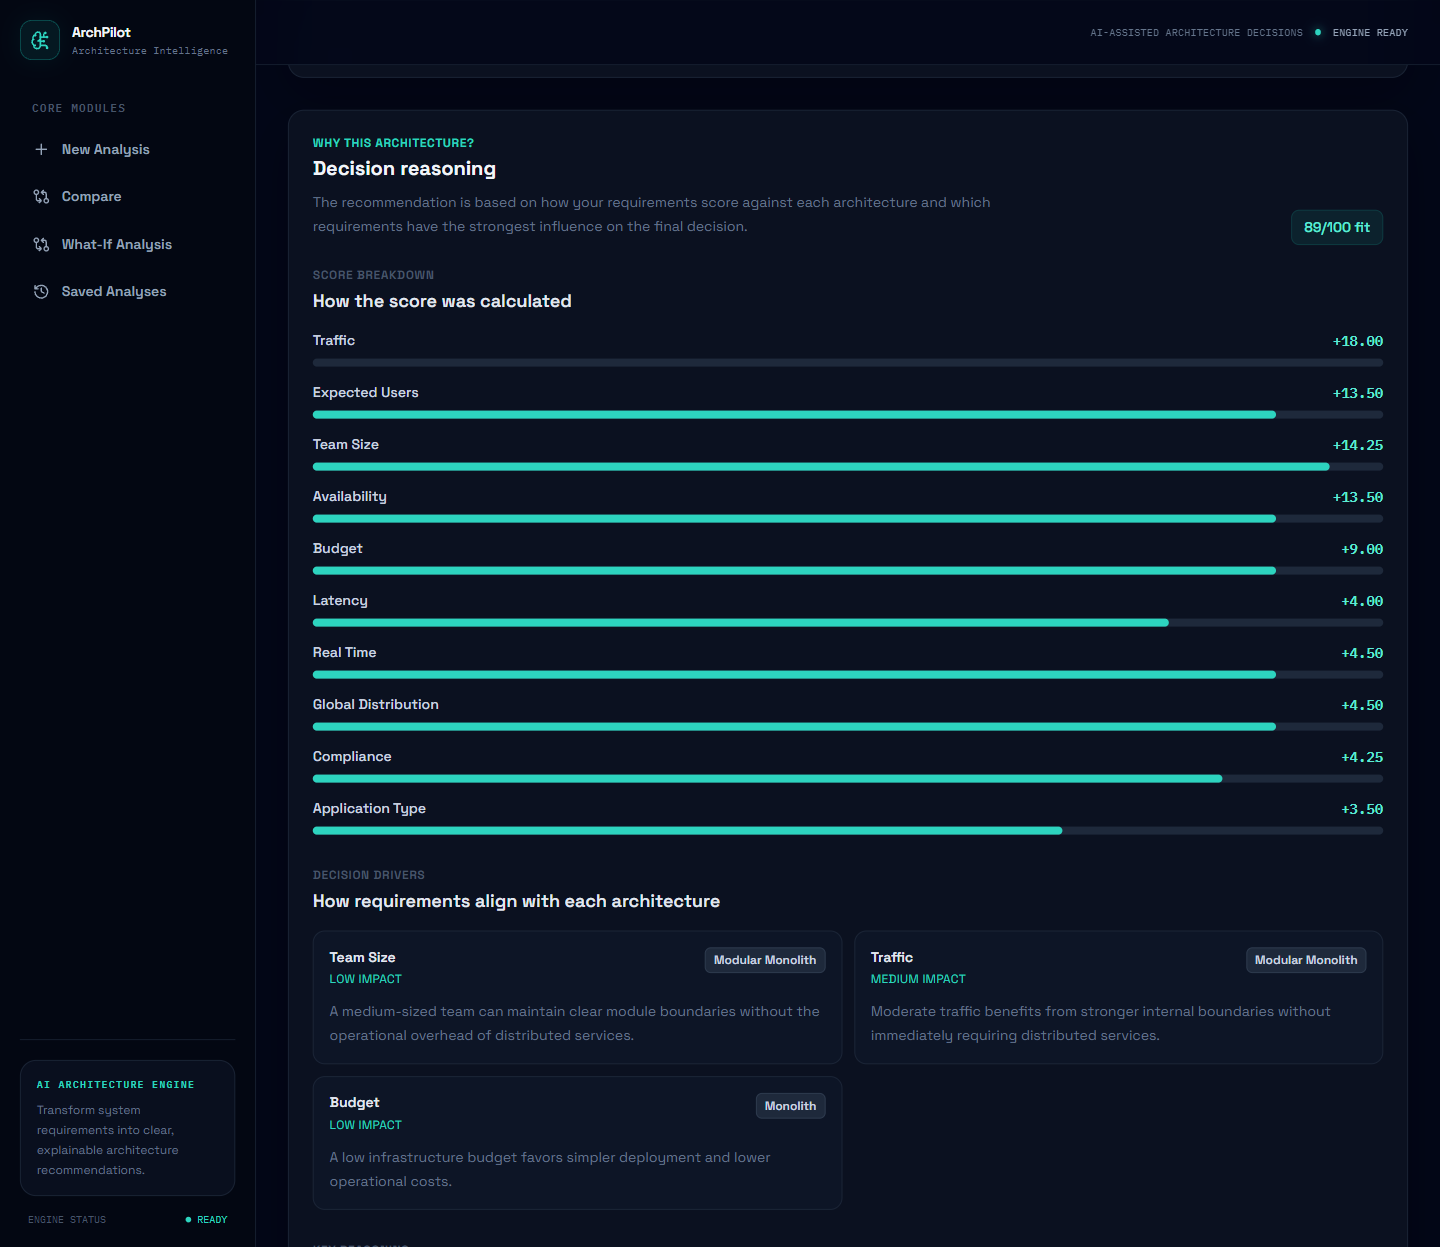 ArchPilot
Architecture Intelligence
CORE MODULES
New Analysis
Compare
What-If Analysis
Saved Analyses
AI ARCHITECTURE ENGINE
Transform system
requirements into clear,
explainable architecture
recommendations.
ENGINE STATUS
READY
AI-ASSISTED ARCHITECTURE DECISIONS
ENGINE READY
WHY THIS ARCHITECTURE?
Decision reasoning
The recommendation is based on how your requirements score against each architecture and which
requirements have the strongest influence on the final decision.
89/100 fit
SCORE BREAKDOWN
How the score was calculated
Traffic +18.00
Expected Users +13.50
Team Size +14.25
Availability +13.50
Budget +9.00
Latency +4.00
Real Time +4.50
Global Distribution +4.50
Compliance +4.25
Application Type +3.50
DECISION DRIVERS
How requirements align with each architecture
Team Size
Modular Monolith
LOW IMPACT
A medium-sized team can maintain clear module boundaries without the
operational overhead of distributed services.
Traffic
Modular Monolith
MEDIUM IMPACT
Moderate traffic benefits from stronger internal boundaries without
immediately requiring distributed services.
Budget
Monolith
LOW IMPACT
A low infrastructure budget favors simpler deployment and lower
operational costs.